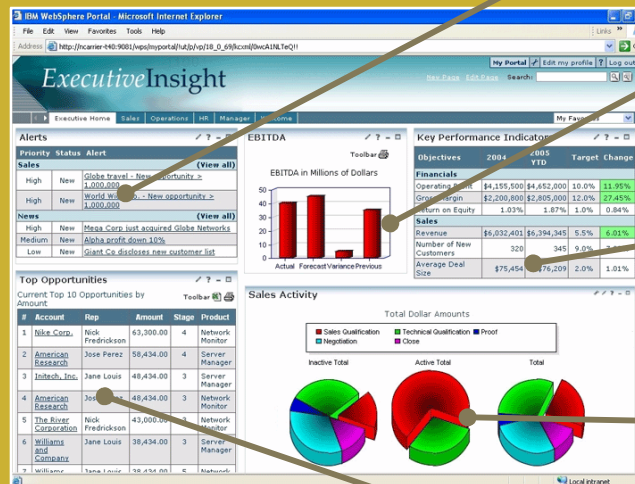 IBM WebSphere Portal - Microsoft Internet Explorer
File Edit View Favorites Tools Help
Links »
Address http://ncarrier-t40:9081/wps/myportal/!ut/p/vp/18_0_69/
My Portal Edit my profile ? Log out
ExecutiveInsight
New Page Edit Page Search:
Executive Home Sales Operations HR Manager
My
Alerts
Priority Status Alert
Sales (View all)
High New Globe travel - New opportunity >
1,000,000
High New World - New opportunity >
1,000,000
News (View all)
High New Mega Corp just acquired Globe Networks
Medium New Alpha profit down 10%
Low New Giant Co discloses new customer list
EBITDA
Toolbar
EBITDA in Millions of Dollars
50
40
30
20
10
0
Actual Forecast Variance Previous
Key Performance Indicators
Objectives 2004 2005 YTD Target Change
Financials
Operating $4,155,500 $4,652,000 10.0% 11.95%
Gross Margin $2,200,800 $2,805,000 12.0% 27.45%
Return on Equity 1.03% 1.87% 1.0% 0.84%
Sales
Revenue $6,032,401 $6,394,345 5.5% 6.01%
Number of New
Customers 320 345 9.0%
Average Deal
Size $75,454 $76,209 2.0% 1.01%
Top Opportunities
Current Top 10 Opportunities by
Amount
Toolbar
# Account Rep Amount Stage Product
1 Nike Corp. Nick Fredrickson 63,300.00 4 Network Monitor
2 American Research Jose Perez 58,434.00 4 Server Manager
3 Initech, Inc. Jane Louis 48,434.00 3 Server Manager
4 American Research 48,434.00 3 Network Monitor
5 The River Corporation Nick Fredrickson 43,000.00 3 Network Monitor
6 Williams and Company Jane Louis 38,434.00 3 Server Manager
7 Williams Jane Louis 38,434.00 5 Network
Sales Activity
Total Dollar Amounts
Sales Qualification Technical Qualification Proof
Negotiation Close
Inactive Total Active Total Total
Local intranet